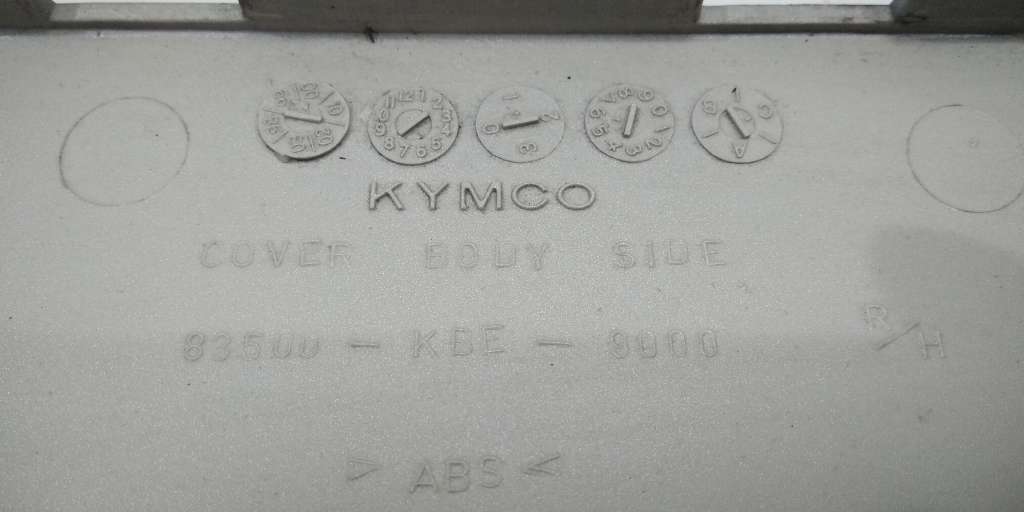 KYMCO
COVER BODY SIDE
83500 - KBE - 9000
R/H
> ABS <